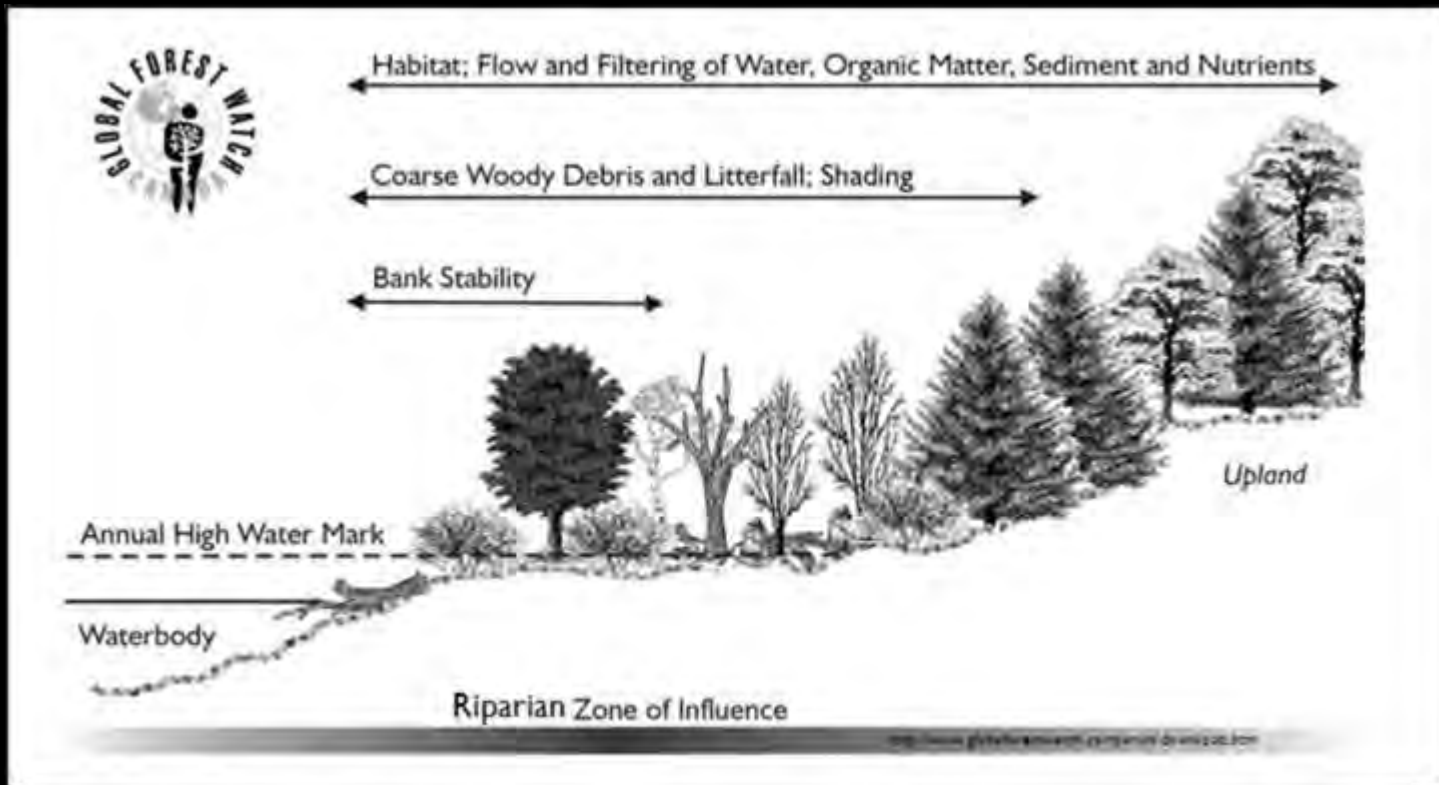 GLOBAL FOREST WATCH
Habitat; Flow and Filtering of Water, Organic Matter, Sediment and Nutrients
Coarse Woody Debris and Litterfall; Shading
Bank Stability
Upland
Annual High Water Mark
Waterbody
Riparian Zone of Influence